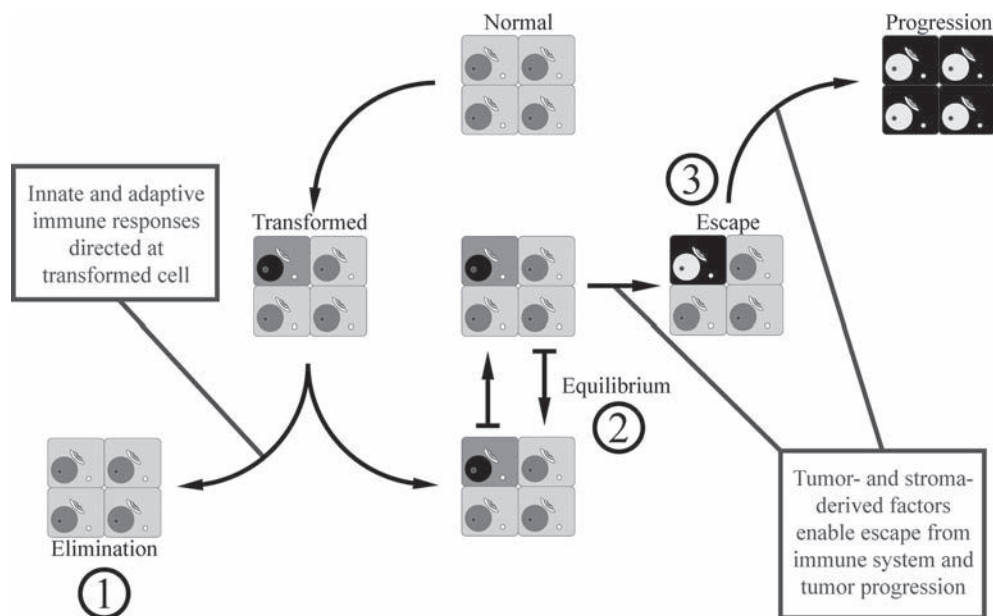 Normal
Progression
Innate and adaptive
immune responses
directed at
transformed cell
Transformed
3
Escape
Equilibrium
2
Elimination
1
Tumor- and stroma-
derived factors
enable escape from
immune system and
tumor progression